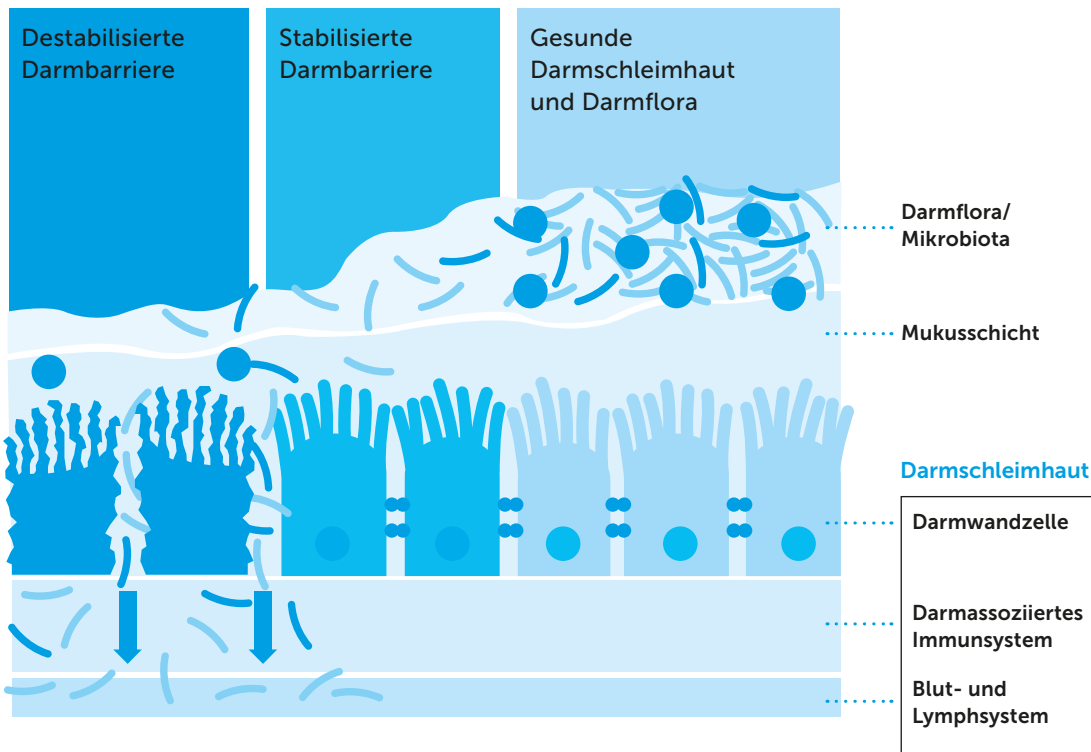 Destabilisierte
Darmbarriere
Stabilisierte
Darmbarriere
Gesunde
Darmschleimhaut
und Darmflora
Darmflora/
Mikrobiota
Mukusschicht
Darmschleimhaut
Darmwandzelle
Darmassoziiertes
Immunsystem
Blut- und
Lymphsystem